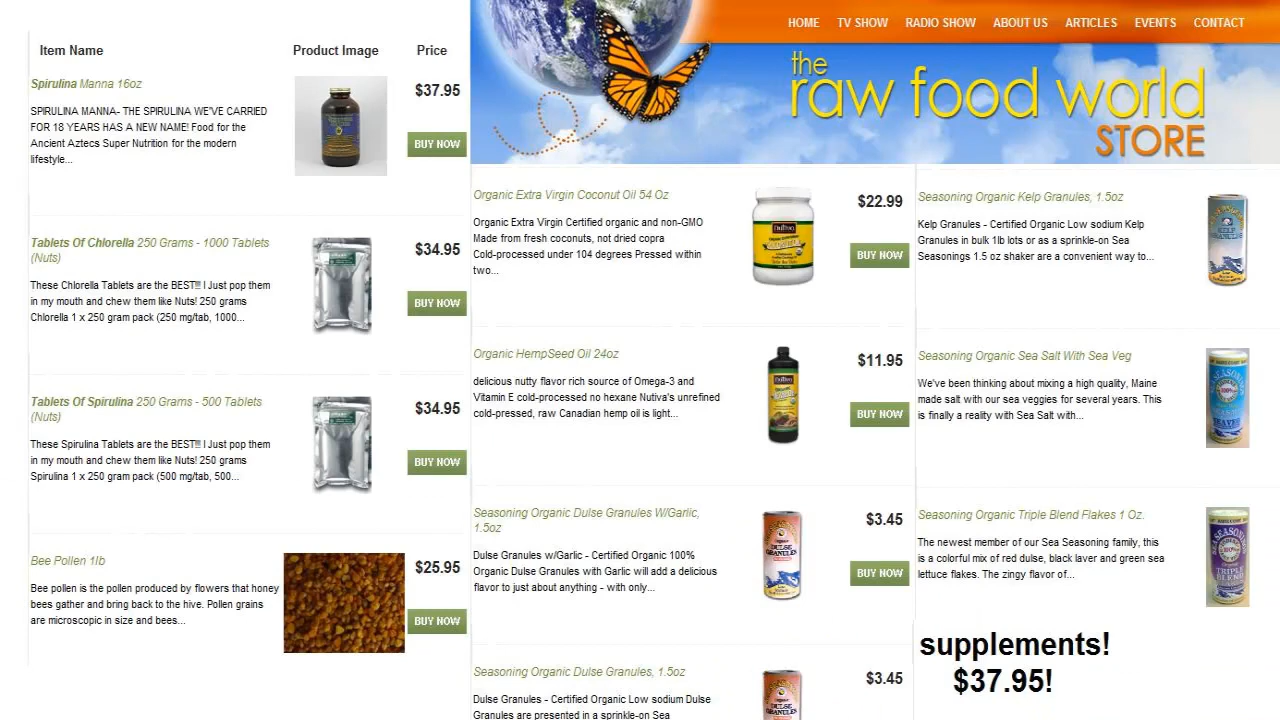 HOME TV SHOW RADIO SHOW ABOUT US ARTICLES EVENTS CONTACT
the
raw food world
STORE
Item Name Product Image Price
Spirulina Manna 16oz
$37.95
SPIRULINA MANNA- THE SPIRULINA WE'VE CARRIED
FOR 18 YEARS HAS A NEW NAME! Food for the
Ancient Aztecs Super Nutrition for the modern
lifestyle...
BUY NOW
Tablets Of Chlorella 250 Grams - 1000 Tablets
(Nuts)
$34.95
These Chlorella Tablets are the BEST!!! I Just pop them
in my mouth and chew them like Nuts! 250 grams
Chlorella 1 x 250 gram pack (250 mg/tab, 1000...
BUY NOW
Tablets Of Spirulina 250 Grams - 500 Tablets
(Nuts)
$34.95
These Spirulina Tablets are the BEST!!! I Just pop them
in my mouth and chew them like Nuts! 250 grams
Spirulina 1 x 250 gram pack (500 mg/tab, 500...
BUY NOW
Bee Pollen 1lb
$25.95
Bee pollen is the pollen produced by flowers that honey
bees gather and bring back to the hive. Pollen grains
are microscopic in size and bees...
BUY NOW
Organic Extra Virgin Coconut Oil 54 Oz
$22.99
Organic Extra Virgin Certified organic and non-GMO
Made from fresh coconuts, not dried copra
Cold-processed under 104 degrees Pressed within
two...
Nutiva
BUY NOW
Organic HempSeed Oil 24oz
$11.95
delicious nutty flavor rich source of Omega-3 and
Vitamin E cold-processed no hexane Nutiva's unrefined
cold-pressed, raw Canadian hemp oil is light...
Nutiva
BUY NOW
Seasoning Organic Dulse Granules W/Garlic,
1.5oz
$3.45
Dulse Granules w/Garlic - Certified Organic 100%
Organic Dulse Granules with Garlic will add a delicious
flavor to just about anything - with only...
DULSE
GRANULES
BUY NOW
Seasoning Organic Dulse Granules, 1.5oz
$3.45
Dulse Granules - Certified Organic Low sodium Dulse
Granules are presented in a sprinkle-on Sea
DULSE
GRANULES
Seasoning Organic Kelp Granules, 1.5oz
Kelp Granules - Certified Organic Low sodium Kelp
Granules in bulk 1lb lots or as a sprinkle-on Sea
Seasonings 1.5 oz shaker are a convenient way to...
KELP
GRANULES
Seasoning Organic Sea Salt With Sea Veg
We've been thinking about mixing a high quality, Maine
made salt with our sea veggies for several years. This
is finally a reality with Sea Salt with...
Seasoning Organic Triple Blend Flakes 1 Oz.
The newest member of our Sea Seasoning family, this
is a colorful mix of red dulse, black laver and green sea
lettuce flakes. The zingy flavor of...
TRIPLE
BLEND
supplements!
$37.95!